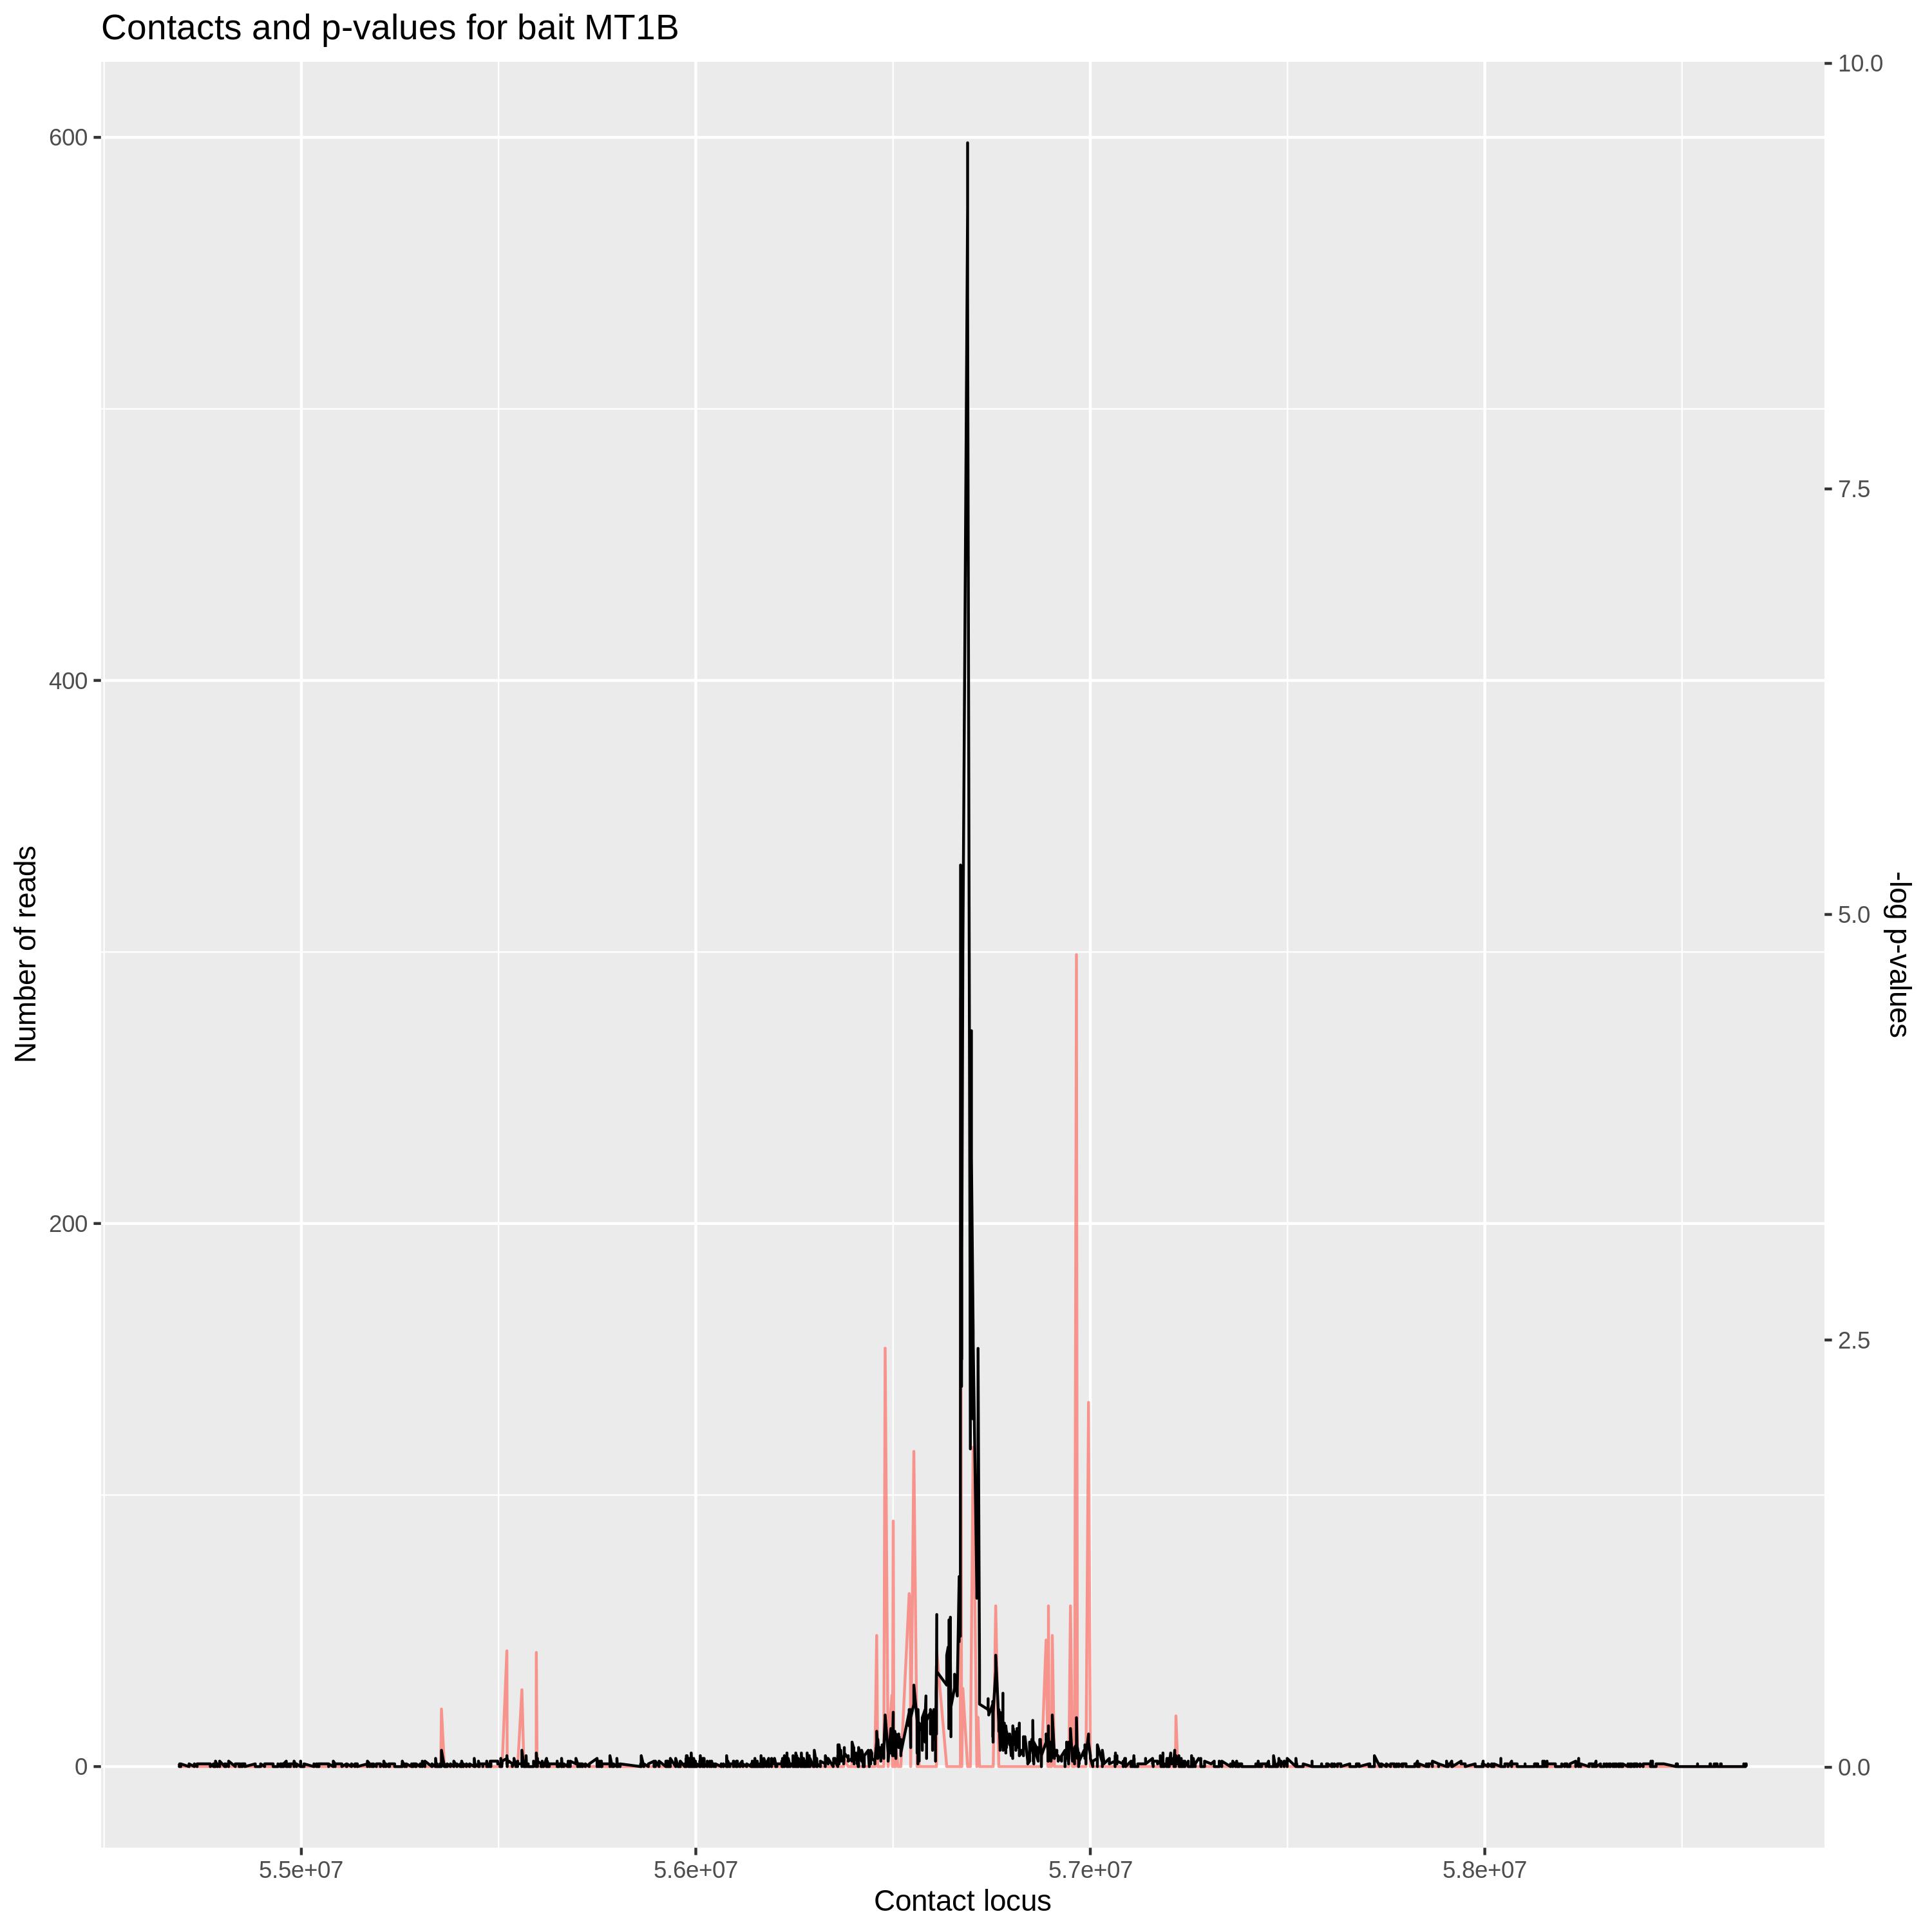 Contacts and p-values for bait MT1B
Number of reads
600
400
200
0
10.0
7.5
5.0
2.5
0.0
-log p-values
5.5e+07
5.6e+07
5.7e+07
5.8e+07
Contact locus